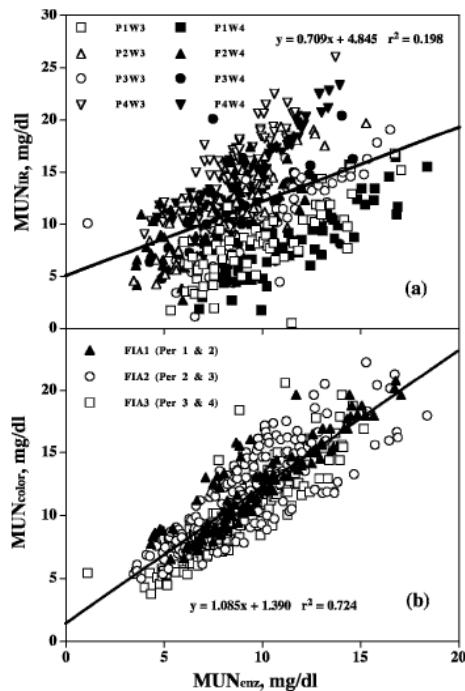 (a)
30
25
20
15
10
5
0
MUN_IR, mg/dl
P1W3 P1W4
P2W3 P2W4
P3W3 P3W4
P4W3 P4W4
y = 0.709x + 4.845 r² = 0.198
(a)
20
15
10
5
0
MUN_color, mg/dl
FIA1 (Per 1 & 2)
FIA2 (Per 2 & 3)
FIA3 (Per 3 & 4)
y = 1.085x + 1.390 r² = 0.724
(b)
0 5 10 15 20
MUN_enz, mg/dl